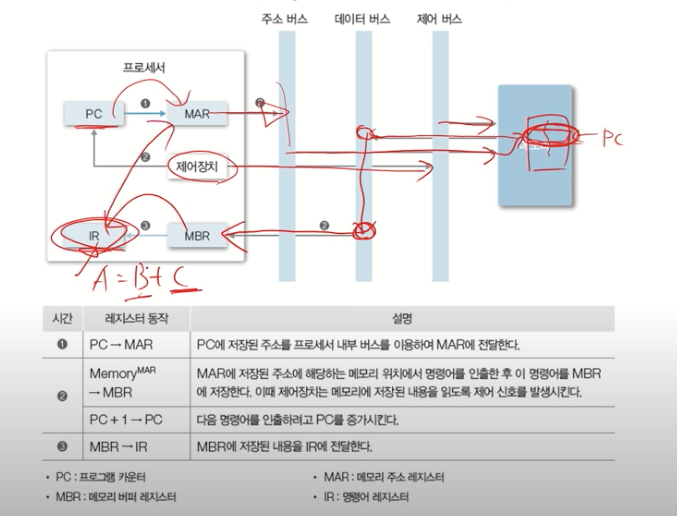 주소 버스 데이터 버스 제어 버스
프로세서
PC ❶ MAR ❷
PC
❷
제어장치
IR ❸ MBR ❷
A = B + C
시간 레지스터 동작 설명
❶ PC → MAR PC에 저장된 주소를 프로세서 내부 버스를 이용하여 MAR에 전달한다.
Memory^MAR MAR에 저장된 주소에 해당하는 메모리 위치에서 명령어를 인출한 후 이 명령어를 MBR
❷ → MBR 에 저장한다. 이때 제어장치는 메모리에 저장된 내용을 읽도록 제어 신호를 발생시킨다.
PC + 1 → PC 다음 명령어를 인출하려고 PC를 증가시킨다.
❸ MBR → IR MBR에 저장된 내용을 IR에 전달한다.
• PC : 프로그램 카운터 • MAR : 메모리 주소 레지스터
• MBR : 메모리 버퍼 레지스터 • IR : 명령어 레지스터